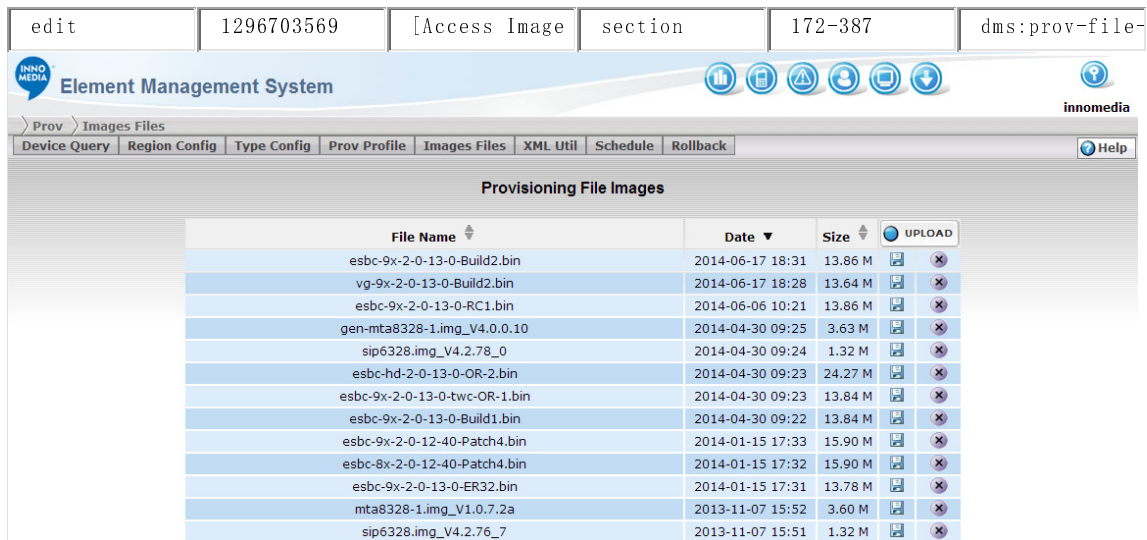 edit 1296703569 [Access Image section 172-387 dms:prov-file-
INNO MEDIA
Element Management System
innomedia
Prov Images Files
Device Query Region Config Type Config Prov Profile Images Files XML Util Schedule Rollback Help
Provisioning File Images
File Name Date Size UPLOAD
esbc-9x-2-0-13-0-Build2.bin 2014-06-17 18:31 13.86 M
vg-9x-2-0-13-0-Build2.bin 2014-06-17 18:28 13.64 M
esbc-9x-2-0-13-0-RC1.bin 2014-06-06 10:21 13.86 M
gen-mta8328-1.img_V4.0.0.10 2014-04-30 09:25 3.63 M
sip6328.img_V4.2.78_0 2014-04-30 09:24 1.32 M
esbc-hd-2-0-13-0-OR-2.bin 2014-04-30 09:23 24.27 M
esbc-9x-2-0-13-0-twc-OR-1.bin 2014-04-30 09:23 13.84 M
esbc-9x-2-0-13-0-Build1.bin 2014-04-30 09:22 13.84 M
esbc-9x-2-0-12-40-Patch4.bin 2014-01-15 17:33 15.90 M
esbc-8x-2-0-12-40-Patch4.bin 2014-01-15 17:32 15.90 M
esbc-9x-2-0-13-0-ER32.bin 2014-01-15 17:31 13.78 M
mta8328-1.img_V1.0.7.2a 2013-11-07 15:52 3.60 M
sip6328.img_V4.2.76_7 2013-11-07 15:51 1.32 M